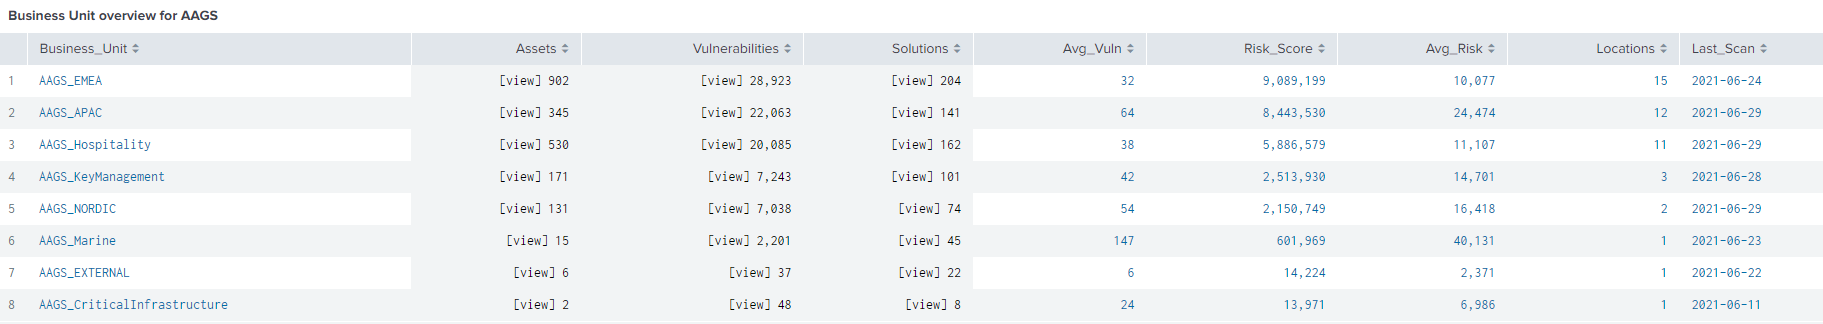 Business Unit overview for AAGS
Business_Unit Assets Vulnerabilities Solutions Avg_Vuln Risk_Score Avg_Risk Locations Last_Scan
1 AAGS_EMEA [view] 902 [view] 28,923 [view] 204 32 9,089,199 10,077 15 2021-06-24
2 AAGS_APAC [view] 345 [view] 22,063 [view] 141 64 8,443,530 24,474 12 2021-06-29
3 AAGS_Hospitality [view] 530 [view] 20,085 [view] 162 38 5,886,579 11,107 11 2021-06-29
4 AAGS_KeyManagement [view] 171 [view] 7,243 [view] 101 42 2,513,930 14,701 3 2021-06-28
5 AAGS_NORDIC [view] 131 [view] 7,038 [view] 74 54 2,150,749 16,418 2 2021-06-29
6 AAGS_Marine [view] 15 [view] 2,201 [view] 45 147 601,969 40,131 1 2021-06-23
7 AAGS_EXTERNAL [view] 6 [view] 37 [view] 22 6 14,224 2,371 1 2021-06-22
8 AAGS_CriticalInfrastructure [view] 2 [view] 48 [view] 8 24 13,971 6,986 1 2021-06-11